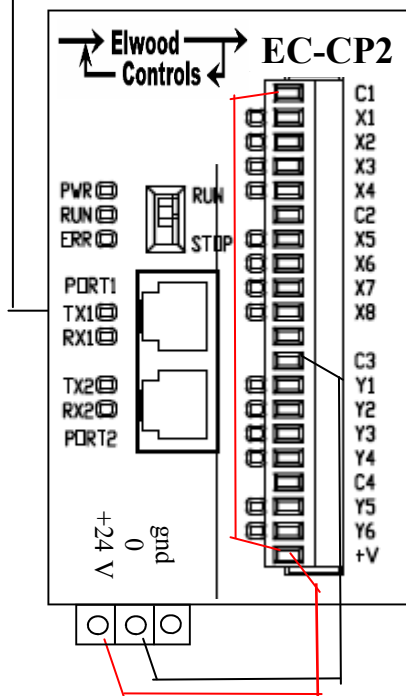 Elwood
Controls
EC-CP2
C1
X1
X2
X3
X4
C2
X5
X6
X7
X8
C3
Y1
Y2
Y3
Y4
C4
Y5
Y6
+V
PWR
RUN
ERR
RUN
STOP
PORT1
TX1
RX1
TX2
RX2
PORT2
+24 V
0
gnd